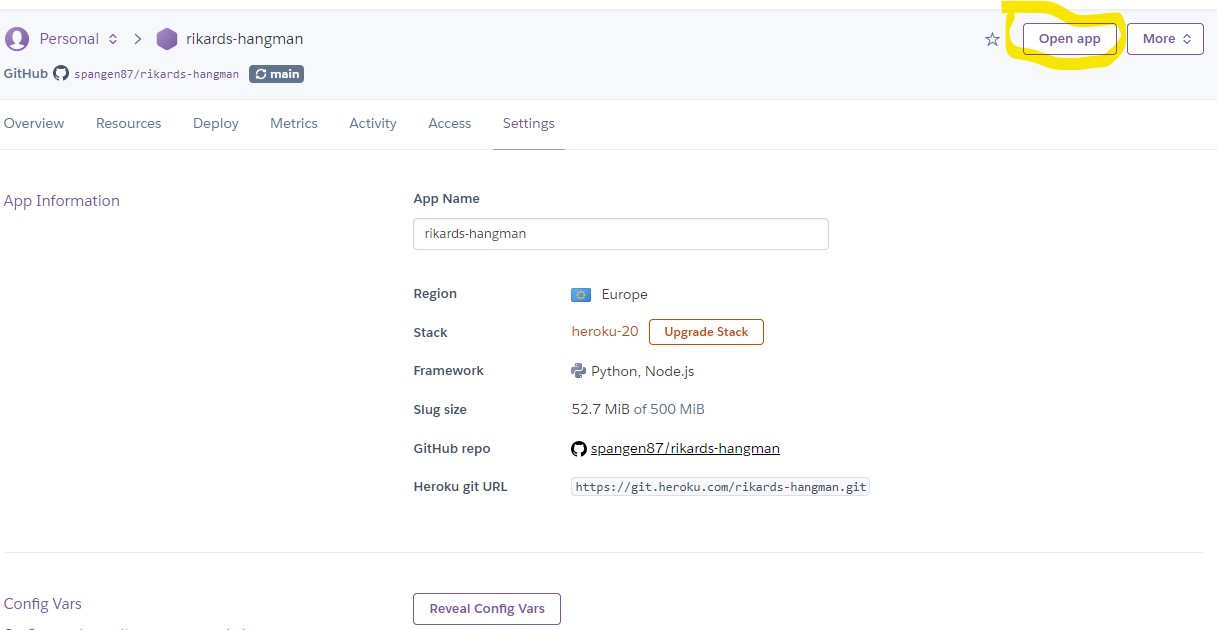 Personal rikards-hangman Open app More
GitHub spangen87/rikards-hangman main
Overview Resources Deploy Metrics Activity Access Settings
App Information
App Name
rikards-hangman
Region Europe
Stack heroku-20 Upgrade Stack
Framework Python, Node.js
Slug size 52.7 MiB of 500 MiB
GitHub repo spangen87/rikards-hangman
Heroku git URL https://git.heroku.com/rikards-hangman.git
Config Vars Reveal Config Vars